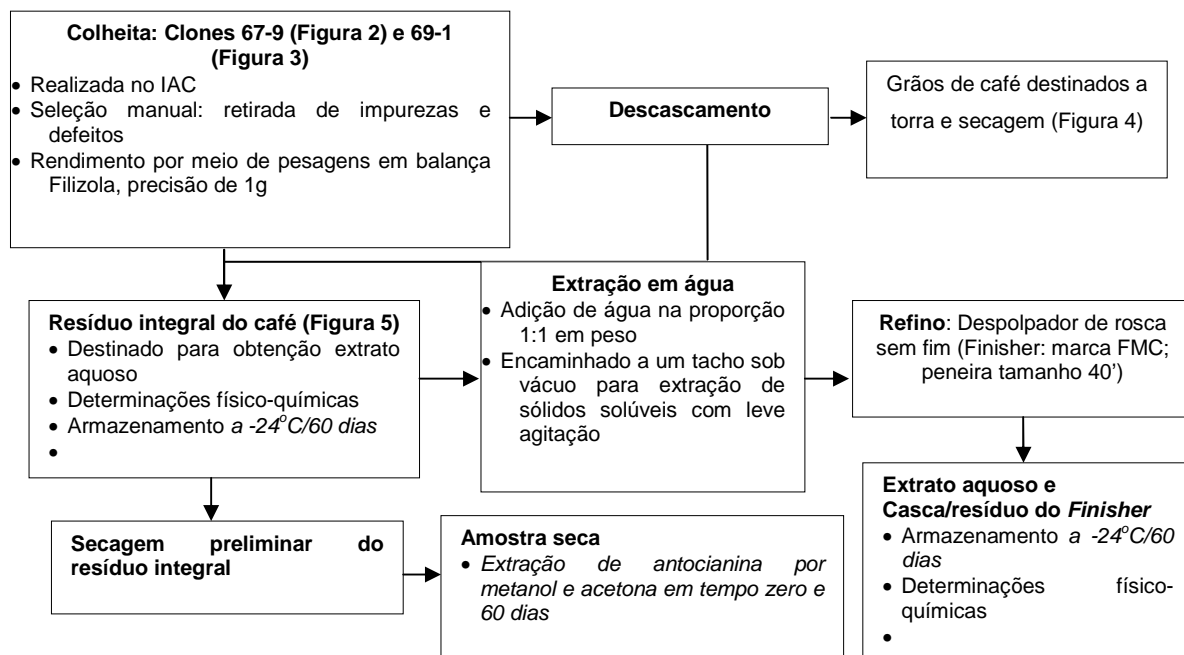 Colheita: Clones 67-9 (Figura 2) e 69-1
(Figura 3)
• Realizada no IAC
• Seleção manual: retirada de impurezas e
defeitos
• Rendimento por meio de pesagens em balança
Filizola, precisão de 1g
Descascamento
Grãos de café destinados a
torra e secagem (Figura 4)
Resíduo integral do café (Figura 5)
• Destinado para obtenção extrato
aquoso
• Determinações físico-químicas
• Armazenamento a -24°C/60 dias
•
Extração em água
• Adição de água na proporção
1:1 em peso
• Encaminhado a um tacho sob
vácuo para extração de
sólidos solúveis com leve
agitação
Refino: Despolpador de rosca
sem fim (Finisher: marca FMC;
peneira tamanho 40’)
Extrato aquoso e
Casca/resíduo do Finisher
• Armazenamento a -24°C/60
dias
• Determinações físico-
químicas
•
Secagem preliminar do
resíduo integral
Amostra seca
• Extração de antocianina por
metanol e acetona em tempo zero e
60 dias